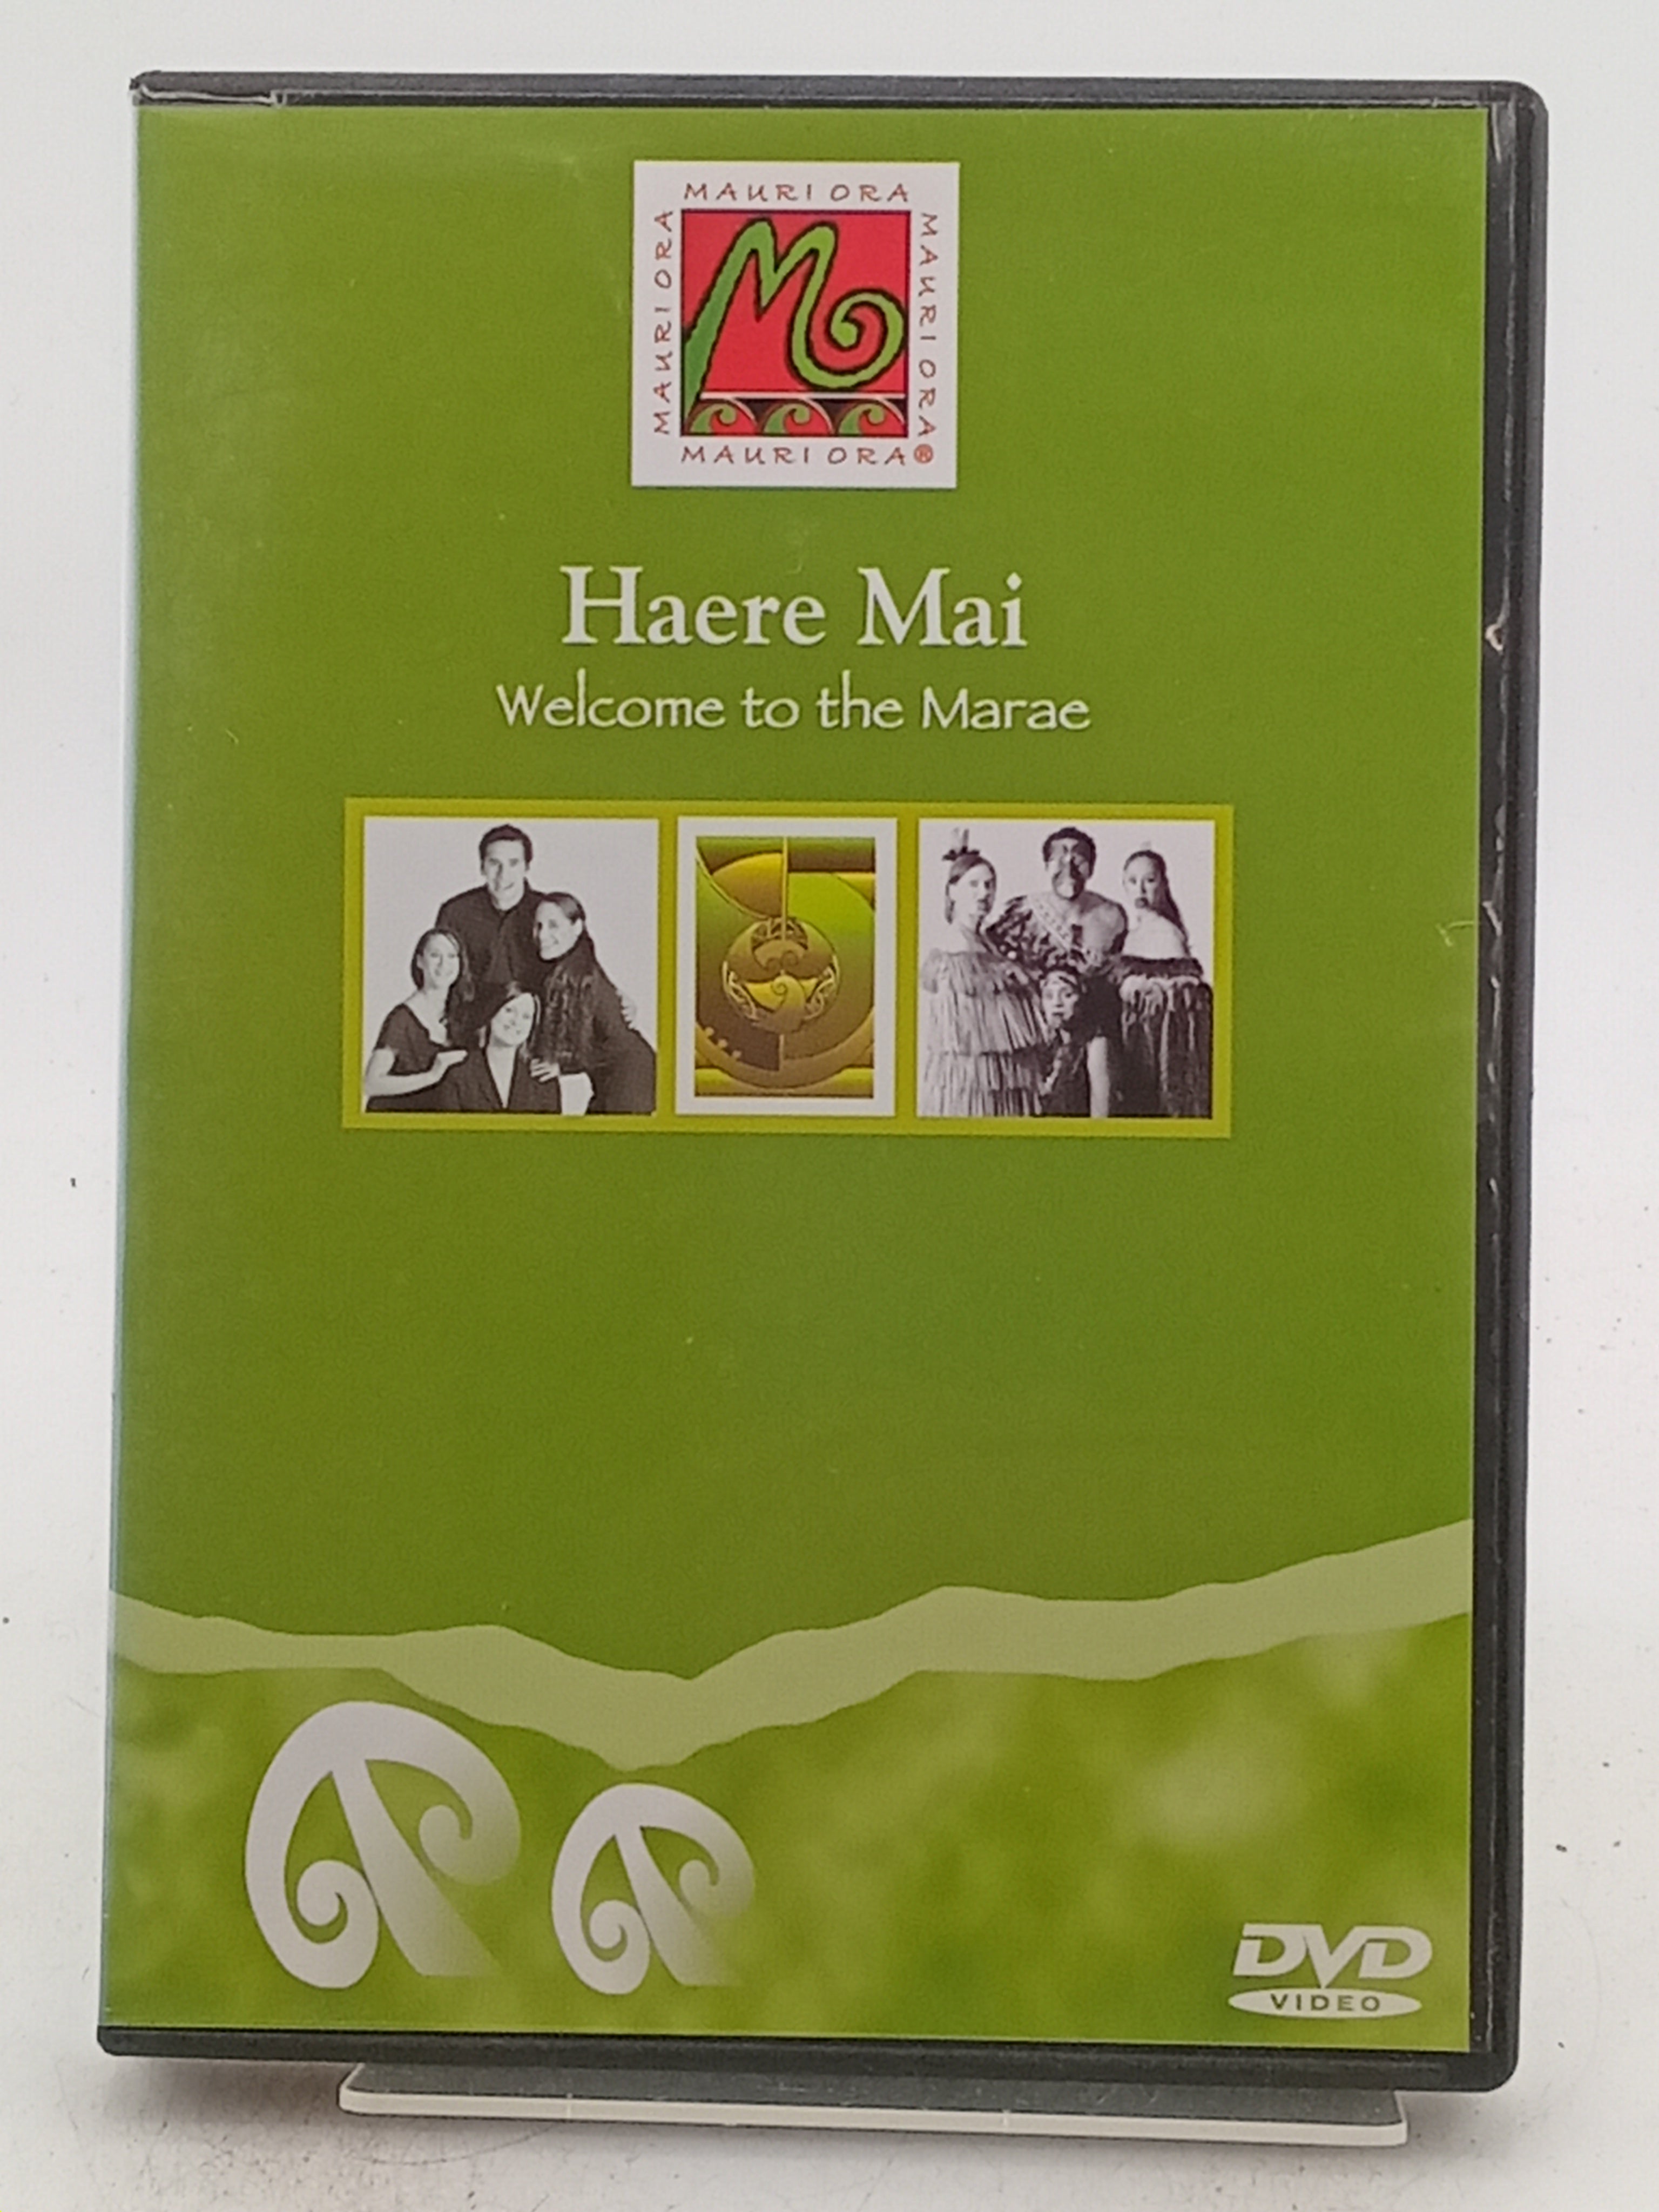 MAURI ORA
MAURI ORA
MAURI ORA
MAURI ORA®
Haere Mai
Welcome to the Marae
DVD
VIDEO